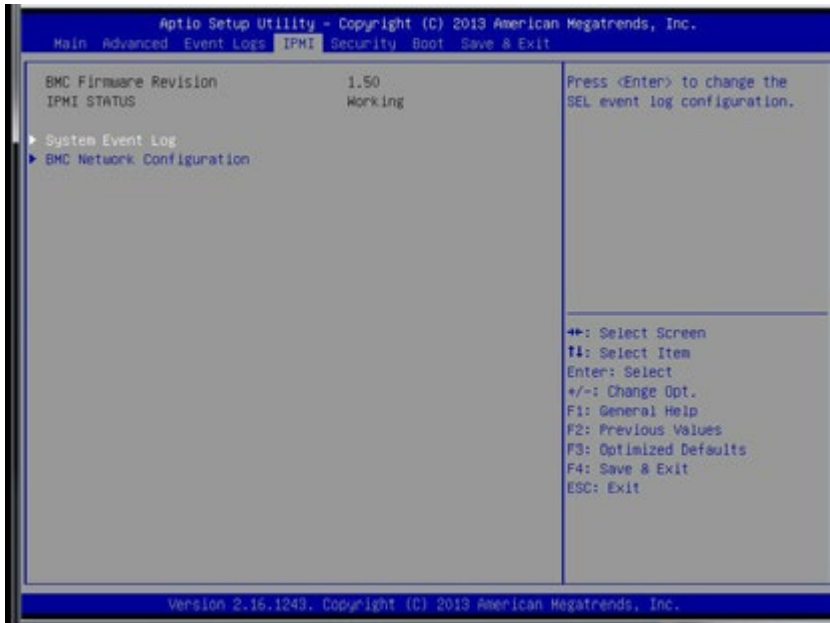 Aptio Setup Utility - Copyright (C) 2013 American Megatrends, Inc.
Main Advanced Event Logs IPMI Security Boot Save & Exit
BMC Firmware Revision 1.50
IPMI STATUS Working
System Event Log
BMC Network Configuration
Press <Enter> to change the
SEL event log configuration.
→←: Select Screen
↑↓: Select Item
Enter: Select
+/-: Change Opt.
F1: General Help
F2: Previous Values
F3: Optimized Defaults
F4: Save & Exit
ESC: Exit
Version 2.16.1243. Copyright (C) 2013 American Megatrends, Inc.